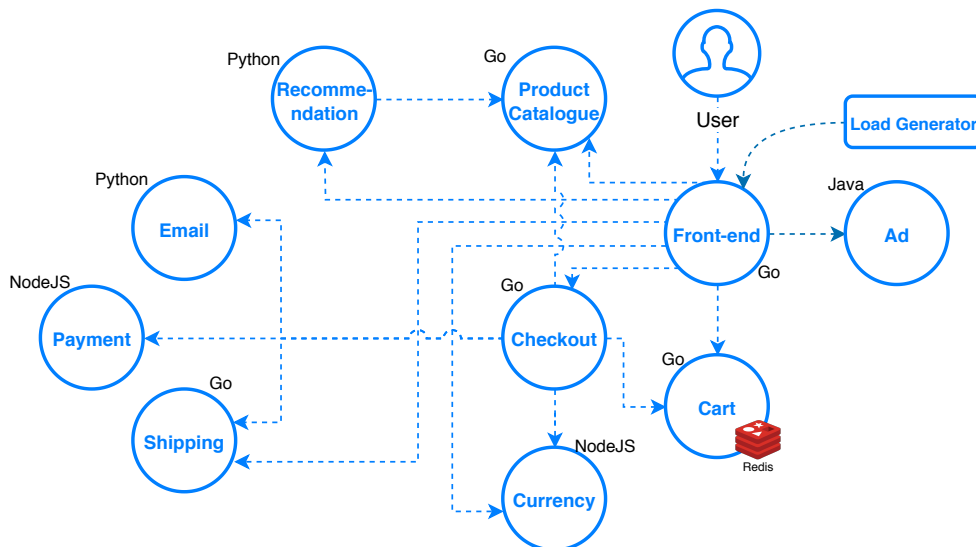 Python
Recomme-
ndation
Go
Product
Catalogue
User
Load Generator
Python
Email
Java
Ad
Front-end
Go
NodeJS
Payment
Go
Checkout
Go
Cart
Redis
Go
Shipping
NodeJS
Currency